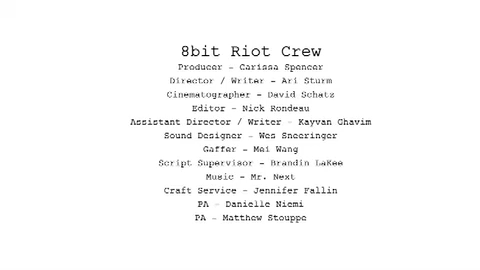 8bit Riot Crew
Producer - Carissa Spencer
Director / Writer - Ari Sturm
Cinematographer - David Schatz
Editor - Nick Rondeau
Assistant Director / Writer - Kayvan Ghavim
Sound Designer - Wes Sneeringer
Gaffer - Mei Wang
Script Supervisor - Brandin LaKee
Music - Mr. Next
Craft Service - Jennifer Fallin
PA - Danielle Niemi
PA - Matthew Stouppe